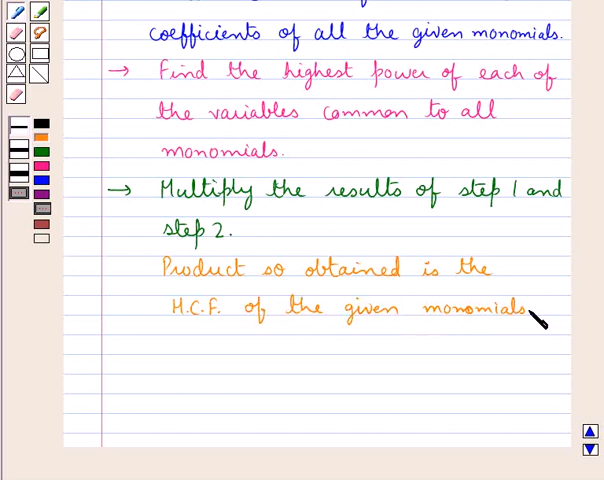 coefficients of all the given monomials.
→ Find the highest power of each of
the variables common to all
monomials.
→ Multiply the results of step 1 and
step 2.
Product so obtained is the
H.C.F. of the given monomials